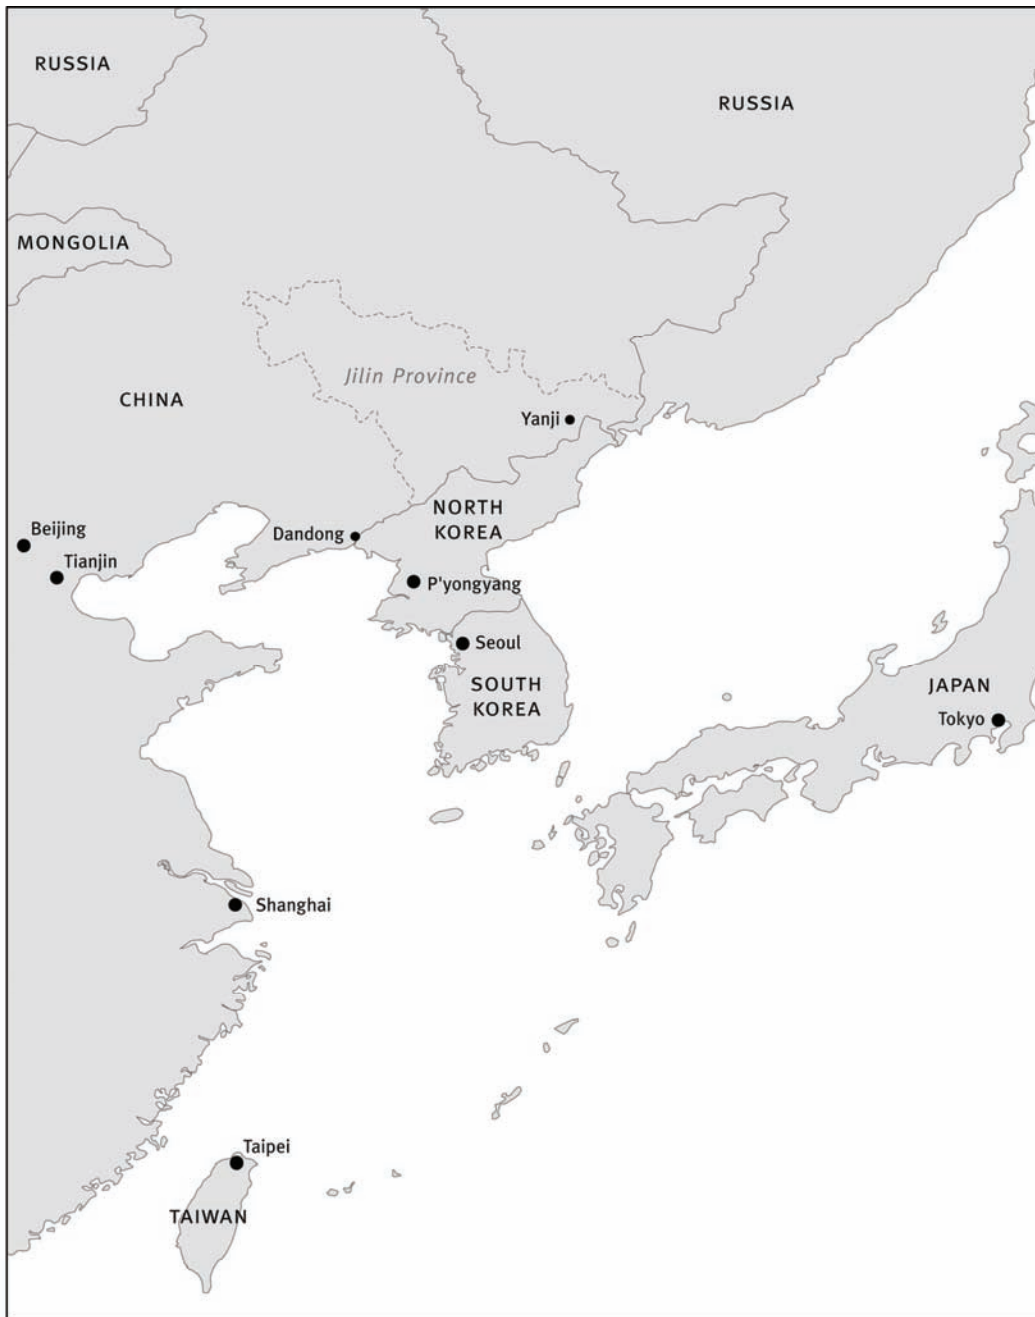 RUSSIA
RUSSIA
MONGOLIA
Jilin Province
CHINA
Yanji
NORTH
KOREA
Beijing
Dandong
Tianjin
P'yongyang
Seoul
SOUTH
KOREA
JAPAN
Tokyo
Shanghai
Taipei
TAIWAN